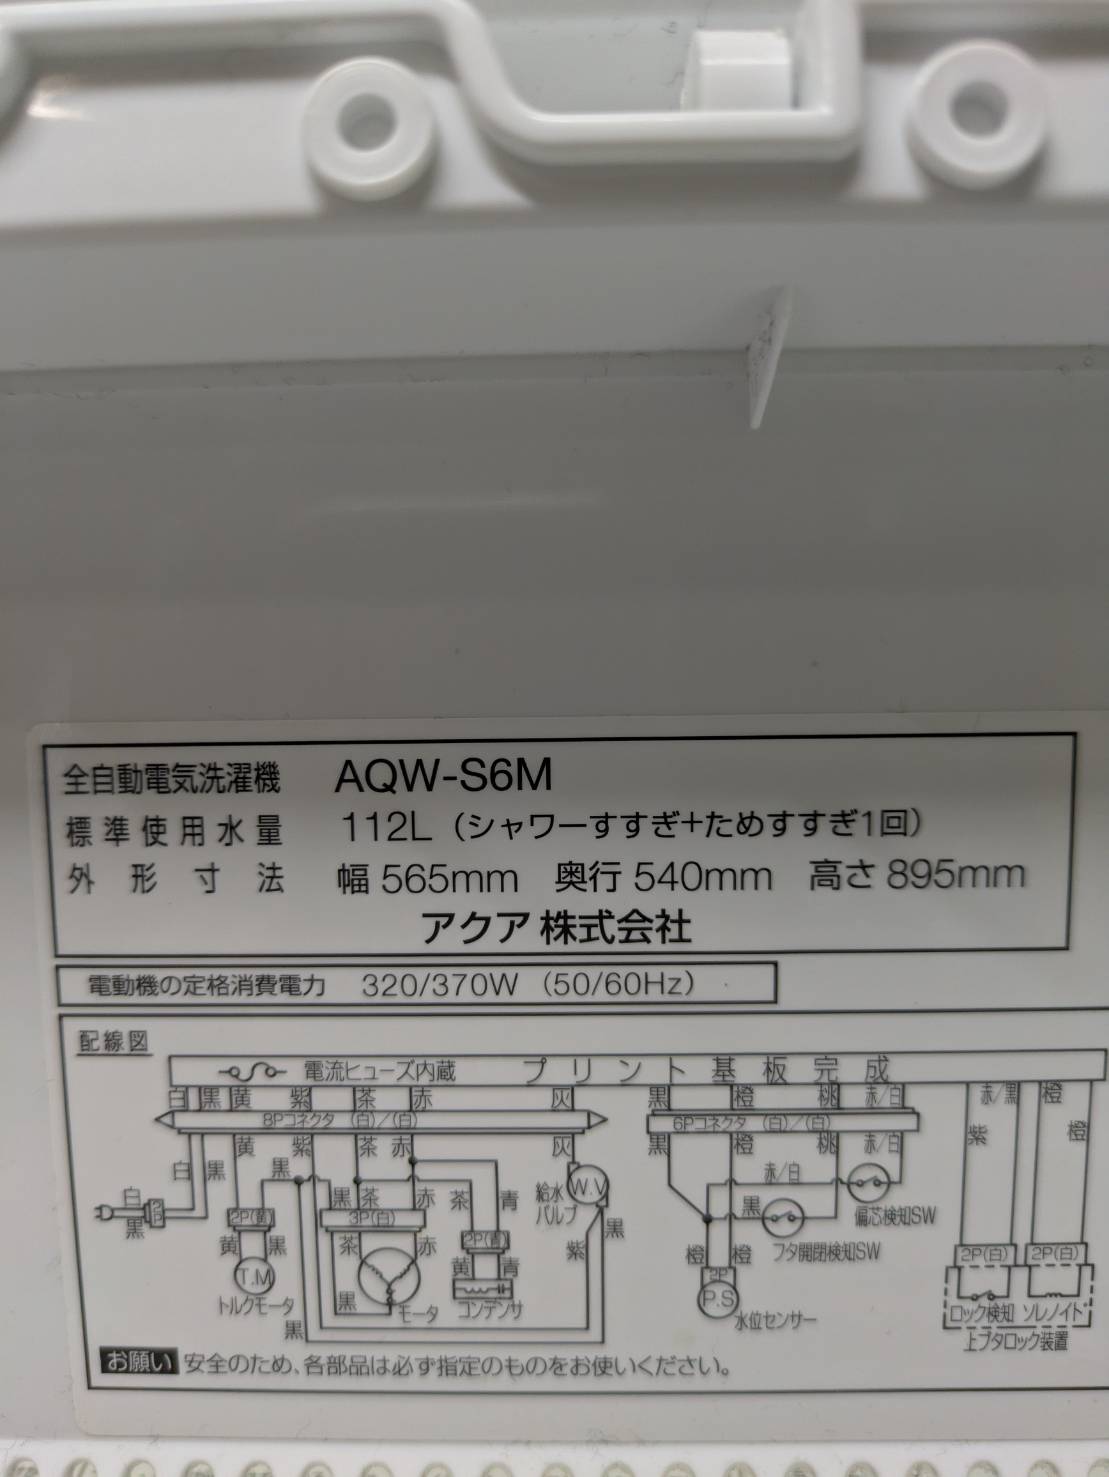 全自動電気洗濯機 AQW-S6M
標準使用水量 112L（シャワーすすぎ+ためすすぎ1回）
外形寸法 幅 565mm 奥行 540mm 高さ 895mm
アクア 株式会社
電動機の定格消費電力 320/370W（50/60Hz）
配線図
電流ヒューズ内蔵 プリント基板完成
白 黒 黄 紫 茶 赤 灰 黒 橙 桃 赤/白 赤/黒 橙
8Pコネクタ（白）/（白） 6Pコネクタ（白）/（白）
黄 紫 茶 赤 灰 黒 橙 桃 赤/白 紫 橙
白 黒 黒 赤/白
白 黒 茶 赤 茶 青 給水バルブ W.V 黒 偏芯検知SW
黒 2P(黄) 3P(白) 2P(青) 紫 黒 フタ開閉検知SW
黄 黒 茶 赤 黄 青 橙 橙 2P(白) 2P(白)
T.M 2P P.S
トルクモータ 黒 モータ コンデンサ 水位センサー ロック検知 ソレノイド
黒 上ブタロック装置
お願い 安全のため、各部品は必ず指定のものをお使いください。